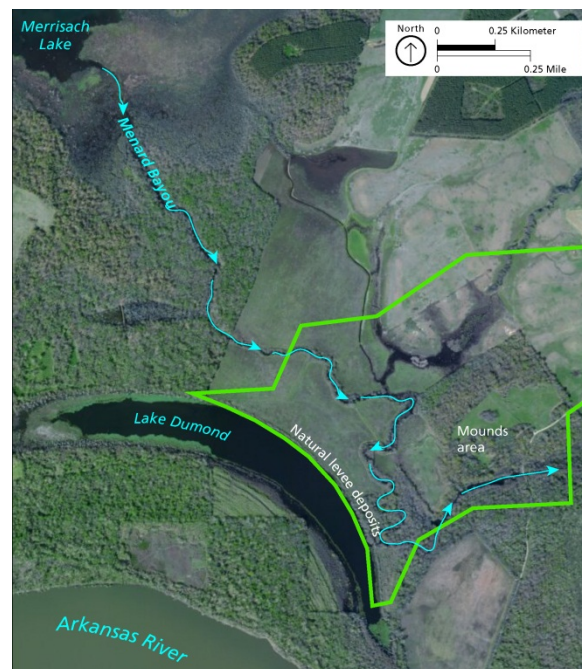 Merrisach
Lake
North
0 0.25 Kilometer
0 0.25 Mile
Menard Bayou
Mounds
area
Lake Dumond
Natural levee deposits
Arkansas River